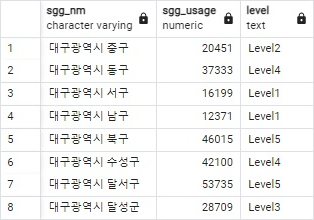 sgg_nm sgg_usage level
character varying numeric text
1 대구광역시 중구 20451 Level2
2 대구광역시 동구 37333 Level4
3 대구광역시 서구 16199 Level1
4 대구광역시 남구 12371 Level1
5 대구광역시 북구 46015 Level5
6 대구광역시 수성구 42100 Level4
7 대구광역시 달서구 53735 Level5
8 대구광역시 달성군 28709 Level3